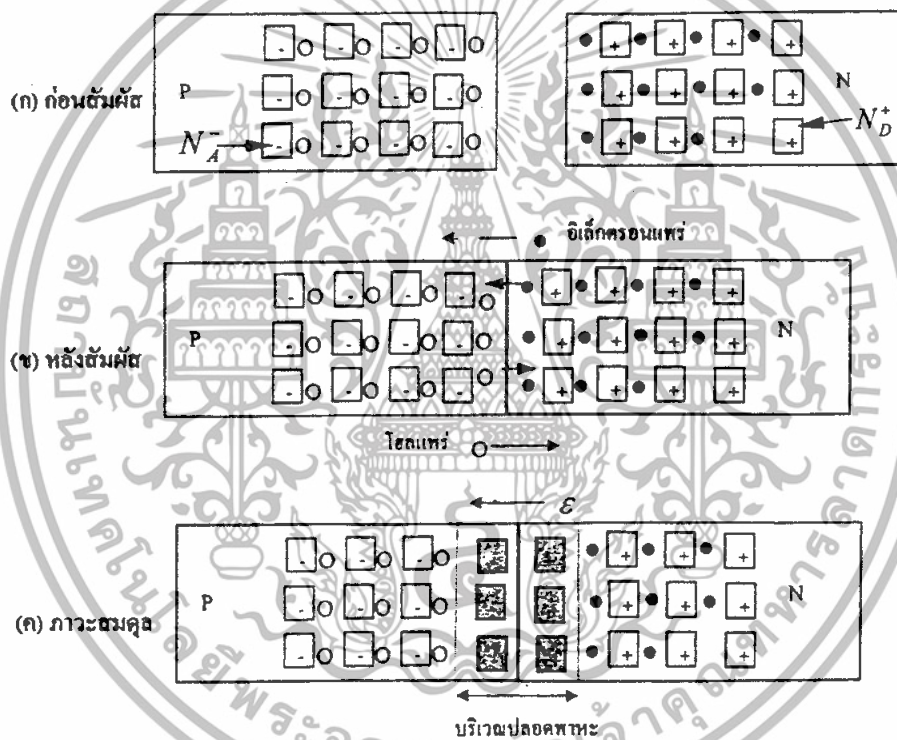 (ก) ก่อนสัมผัส
P
N
N_A^-
N_D^+
อิเล็กตรอนแพร่
(ข) หลังสัมผัส
P
N
โฮลแพร่
ε
(ค) ภาวะสมดุล
P
N
บริเวณปลอดพาหะ